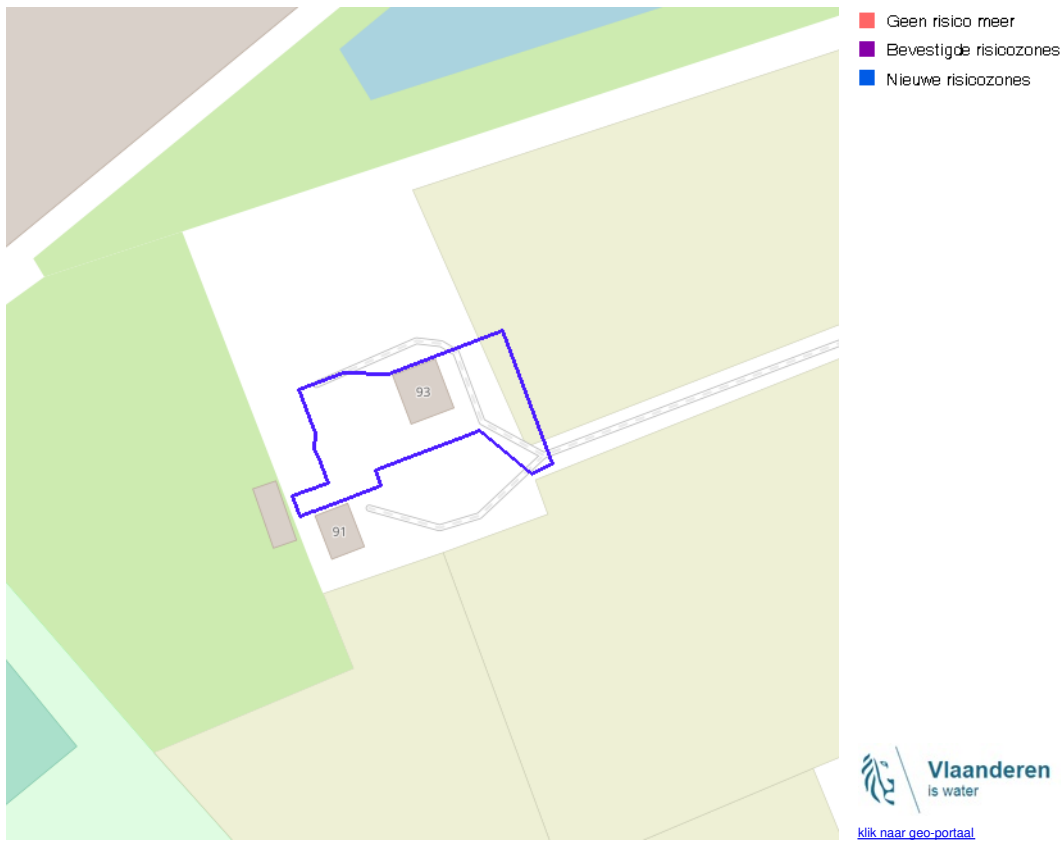 Geen risico meer
Bevestigde risicozones
Nieuwe risicozones
93
91
Vlaanderen
is water
klik naar geo-portaal